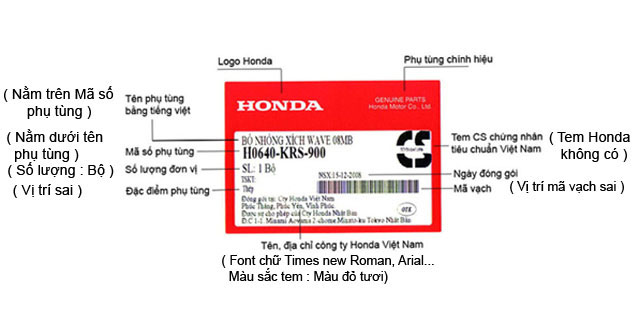 Logo Honda
Phụ tùng chính hiệu
( Nằm trên Mã số
phụ tùng )
Tên phụ tùng
bằng tiếng việt
HONDA
GENUINE PARTS
Honda Motor Co., Ltd.
BỘ NHÔNG XÍCH WAVE 08MB
( Nằm dưới tên
phụ tùng )
Mã số phụ tùng
H0640-KRS-900
CS
Tem CS chứng nhân
tiêu chuẩn Việt Nam
( Tem Honda
không có )
( Số lượng : Bộ )
Số lượng đơn vị
SL: 1 Bộ
TSKT:
NSX:15-12-2008
Ngày đóng gói
( Vị trí sai )
Đặc điểm phụ tùng
Thép
Mã vạch
( Vị trí mã vạch sai )
Đóng gói tại: Cty Honda Việt Nam
Phúc Thắng, Phúc Yên, Vĩnh Phúc
Được sự cho phép của Cty Honda Nhật Bản
Đ.C 1-1. Minami Aoyama 2-chome Minato-ku Tokyo Nhật Bản
Tên, địa chỉ công ty Honda Việt Nam
( Font chữ Times new Roman, Arial...
Màu sắc tem : Màu đỏ tươi)